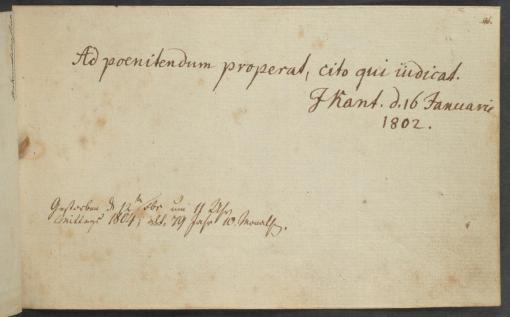 Ad poenitendum properat, cito qui iudicat.
J Kant. d. 16 Januarii
1802.
Gestorben d 12ten Febr um 11 Uhr
mittags 1804, alt. 79 Jahr 10 Monath.